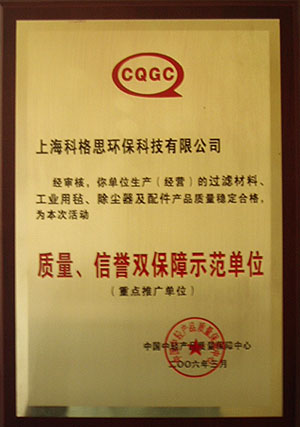 CQGC
上海科格思环保科技有限公司
经审核，你单位生产（经营）的过滤材料、
工业用毡、除尘器及配件产品质量稳定合格，
为本次活动
质量、信誉双保障示范单位
（重点推广单位）
中国中轻产品质量保障中心
二〇〇六年三月